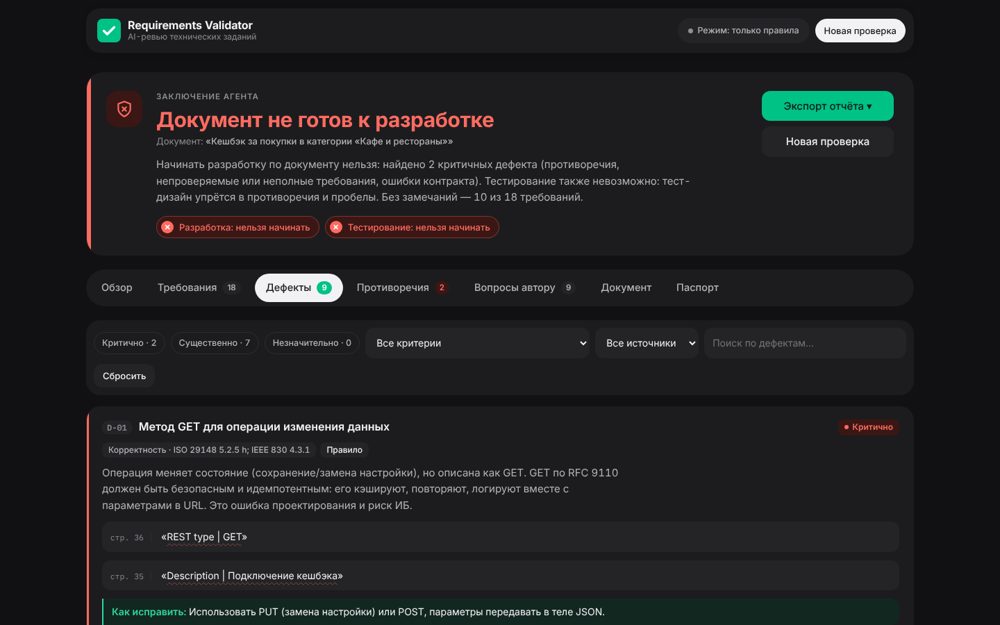 Requirements Validator
AI-ревью технических заданий
Режим: только правила
Новая проверка
ЗАКЛЮЧЕНИЕ АГЕНТА
Документ не готов к разработке
Документ: «Кешбэк за покупки в категории «Кафе и рестораны»»
Начинать разработку по документу нельзя: найдено 2 критичных дефекта (противоречия,
непроверяемые или неполные требования, ошибки контракта). Тестирование также невозможно: тест-
дизайн упрётся в противоречия и пробелы. Без замечаний — 10 из 18 требований.
Разработка: нельзя начинать
Тестирование: нельзя начинать
Экспорт отчёта ▾
Новая проверка
Обзор
Требования 18
Дефекты 9
Противоречия 2
Вопросы автору 9
Документ
Паспорт
Критично · 2
Существенно · 7
Незначительно · 0
Все критерии
Все источники
Поиск по дефектам...
Сбросить
D-01 Метод GET для операции изменения данных
Критично
Корректность · ISO 29148 5.2.5 h; IEEE 830 4.3.1
Правило
Операция меняет состояние (сохранение/замена настройки), но описана как GET. GET по RFC 9110
должен быть безопасным и идемпотентным: его кэшируют, повторяют, логируют вместе с
параметрами в URL. Это ошибка проектирования и риск ИБ.
стр. 36 «REST type | GET»
стр. 35 «Description | Подключение кешбэка»
Как исправить: Использовать PUT (замена настройки) или POST, параметры передавать в теле JSON.